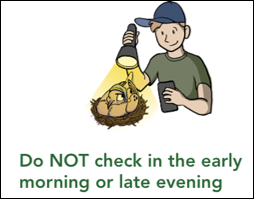 Do NOT check in the early
morning or late evening